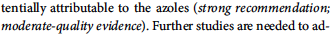 tentially attributable to the azoles (strong recommendation;
moderate-quality evidence). Further studies are needed to ad-